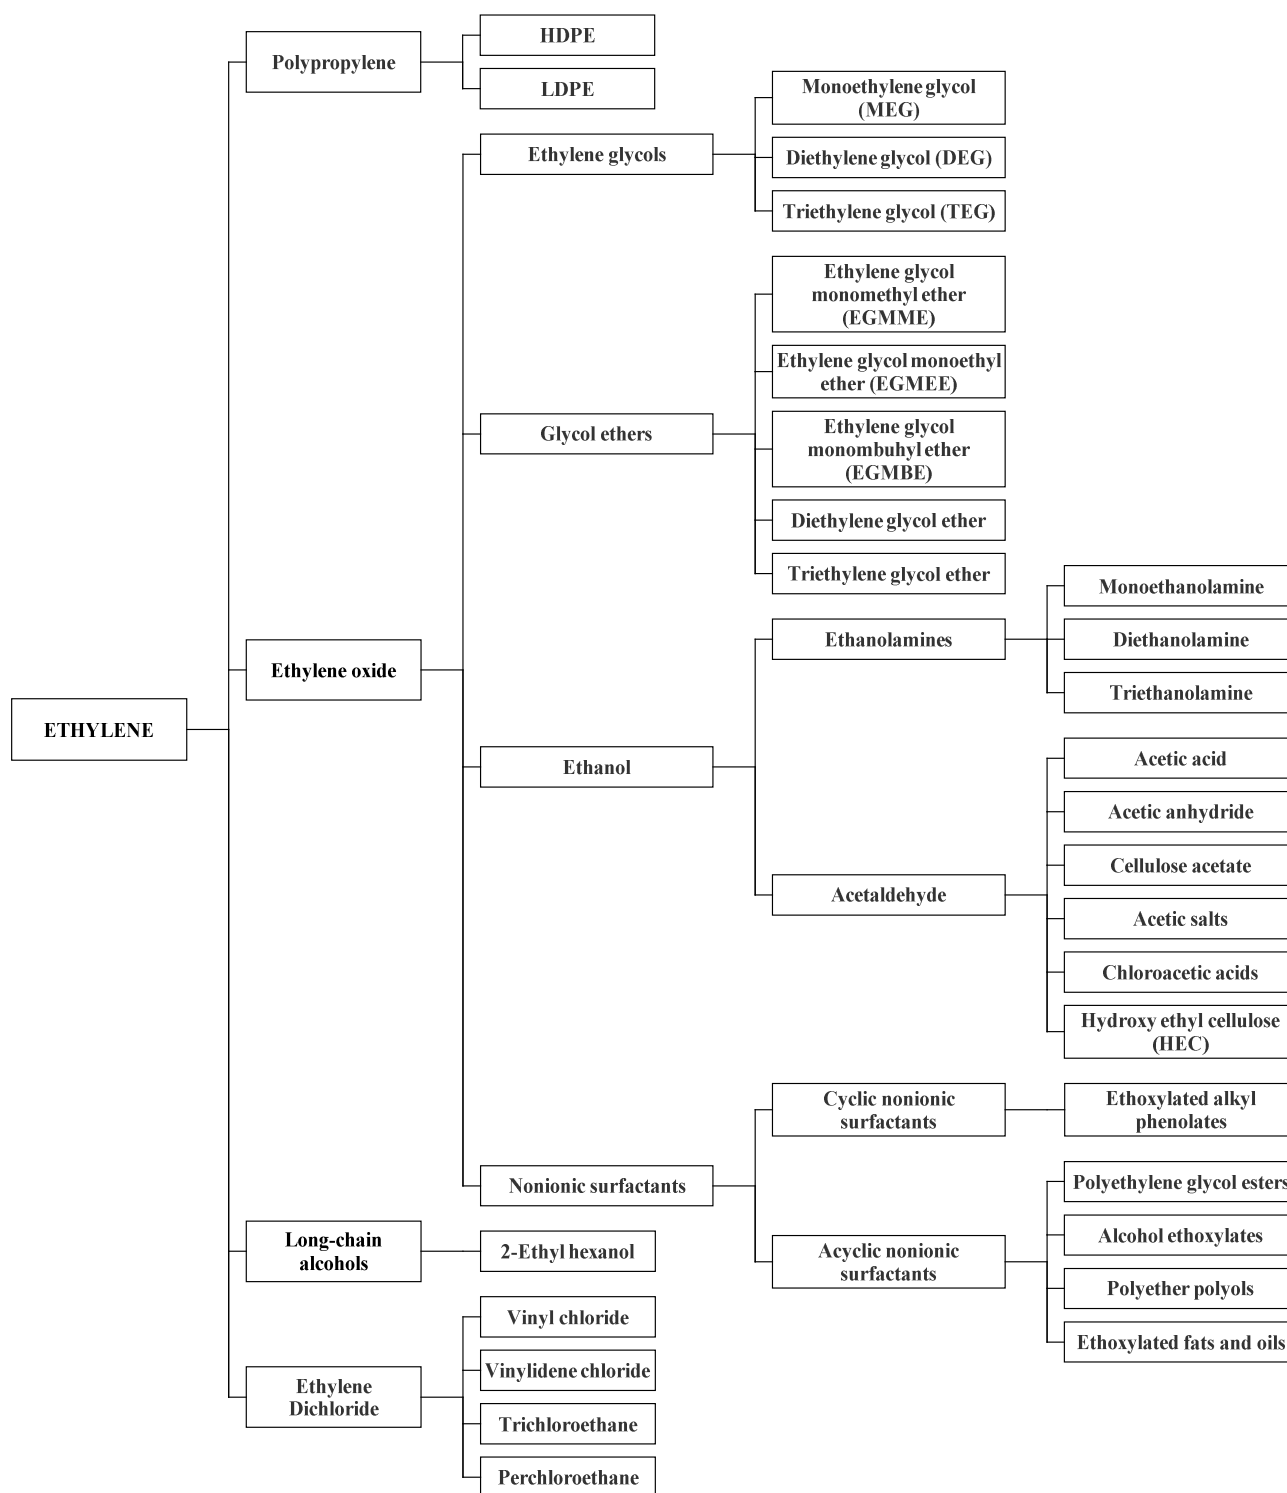 ETHYLENE
Polypropylene
HDPE
LDPE
Ethylene oxide
Ethylene glycols
Monoethylene glycol
(MEG)
Diethylene glycol (DEG)
Triethylene glycol (TEG)
Glycol ethers
Ethylene glycol
monomethyl ether
(EGMME)
Ethylene glycol monoethyl
ether (EGMEE)
Ethylene glycol
monombuhyl ether
(EGMBE)
Diethylene glycol ether
Triethylene glycol ether
Ethanol
Ethanolamines
Monoethanolamine
Diethanolamine
Triethanolamine
Acetaldehyde
Acetic acid
Acetic anhydride
Cellulose acetate
Acetic salts
Chloroacetic acids
Hydroxy ethyl cellulose
(HEC)
Nonionic surfactants
Cyclic nonionic
surfactants
Ethoxylated alkyl
phenolates
Acyclic nonionic
surfactants
Polyethylene glycol esters
Alcohol ethoxylates
Polyether polyols
Ethoxylated fats and oils
Long-chain
alcohols
2-Ethyl hexanol
Ethylene
Dichloride
Vinyl chloride
Vinylidene chloride
Trichloroethane
Perchloroethane